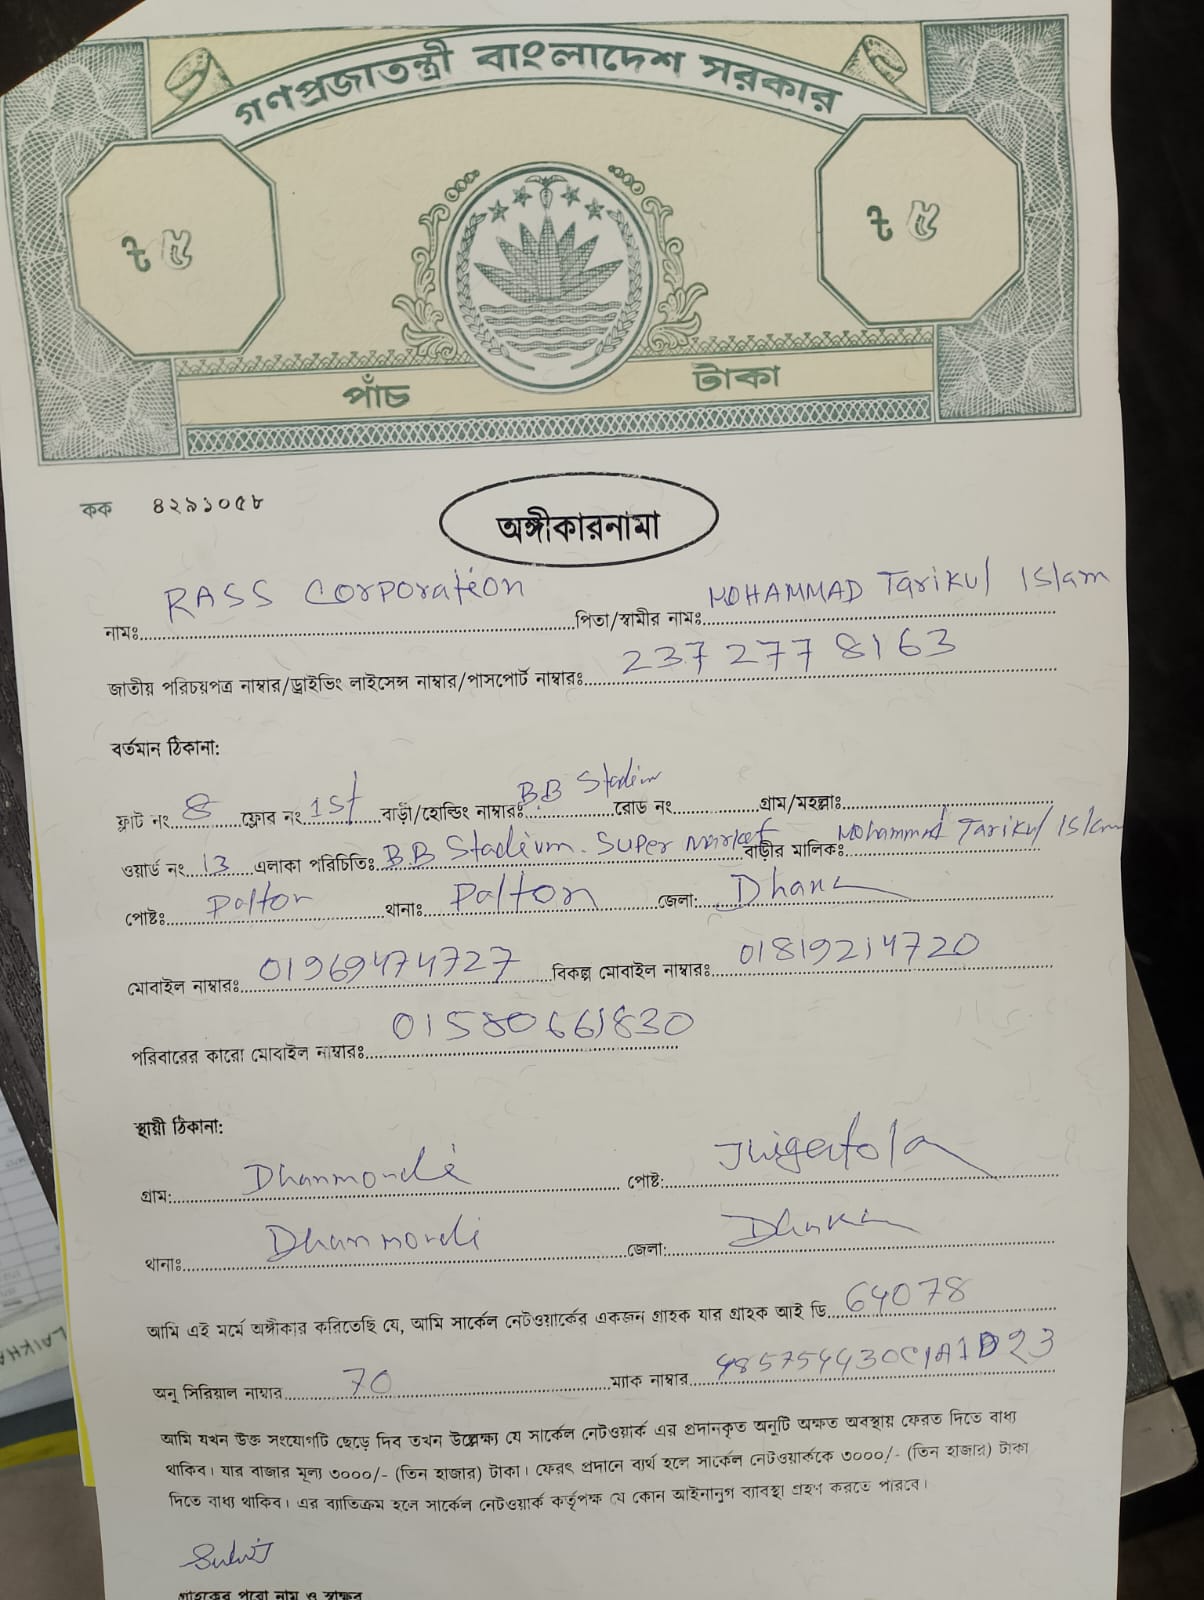 গণপ্রজাতন্ত্রী বাংলাদেশ সরকার
৳ ৫ ৳ ৫
পাঁচ টাকা
কক ৪২৯১০৫৮
অঙ্গীকারনামা
নামঃ RASS Corporation পিতা/স্বামীর নামঃ MOHAMMAD Tarikul Islam
জাতীয় পরিচয়পত্র নাম্বার/ড্রাইভিং লাইসেন্স নাম্বার/পাসপোর্ট নাম্বারঃ 2372778163
বর্তমান ঠিকানা:
ফ্লাট নং 8 ফ্লোর নং 1st বাড়ী/হোল্ডিং নাম্বারঃ B.B Stadium রোড নং গ্রাম/মহল্লাঃ
ওয়ার্ড নং 13 এলাকা পরিচিতিঃ B.B Stadium. Super market বাড়ীর মালিকঃ Mohammad Tarikul Islam
পোষ্টঃ Palton থানাঃ Palton জেলা: Dhaka
মোবাইল নাম্বারঃ 01969474727 বিকল্প মোবাইল নাম্বারঃ 01819214720
পরিবারের কারো মোবাইল নাম্বারঃ 01580661830
স্থায়ী ঠিকানা:
গ্রাম: Dhanmondi পোষ্ট: Jhigatola
থানাঃ Dhanmondi জেলা: Dhaka
আমি এই মর্মে অঙ্গীকার করিতেছি যে, আমি সার্কেল নেটওয়ার্কের একজন গ্রাহক যার গ্রাহক আই ডি 64078
অনু সিরিয়াল নাম্বার 70 ম্যাক নাম্বার 485754430C1A1D23
আমি যখন উক্ত সংযোগটি ছেড়ে দিব তখন উল্লেক্ষ্য যে সার্কেল নেটওয়ার্ক এর প্রদানকৃত অনুটি অক্ষত অবস্থায় ফেরত দিতে বাধ্য
থাকিব। যার বাজার মূল্য ৩০০০/- (তিন হাজার) টাকা। ফেরৎ প্রদানে ব্যর্থ হলে সার্কেল নেটওয়ার্ককে ৩০০০/- (তিন হাজার) টাকা
দিতে বাধ্য থাকিব। এর ব্যাতিক্রম হলে সার্কেল নেটওয়ার্ক কর্তৃপক্ষ যে কোন আইনানুগ ব্যাবস্থা গ্রহণ করতে পারবে।
গ্রাহকের পুরো নাম ও স্বাক্ষর